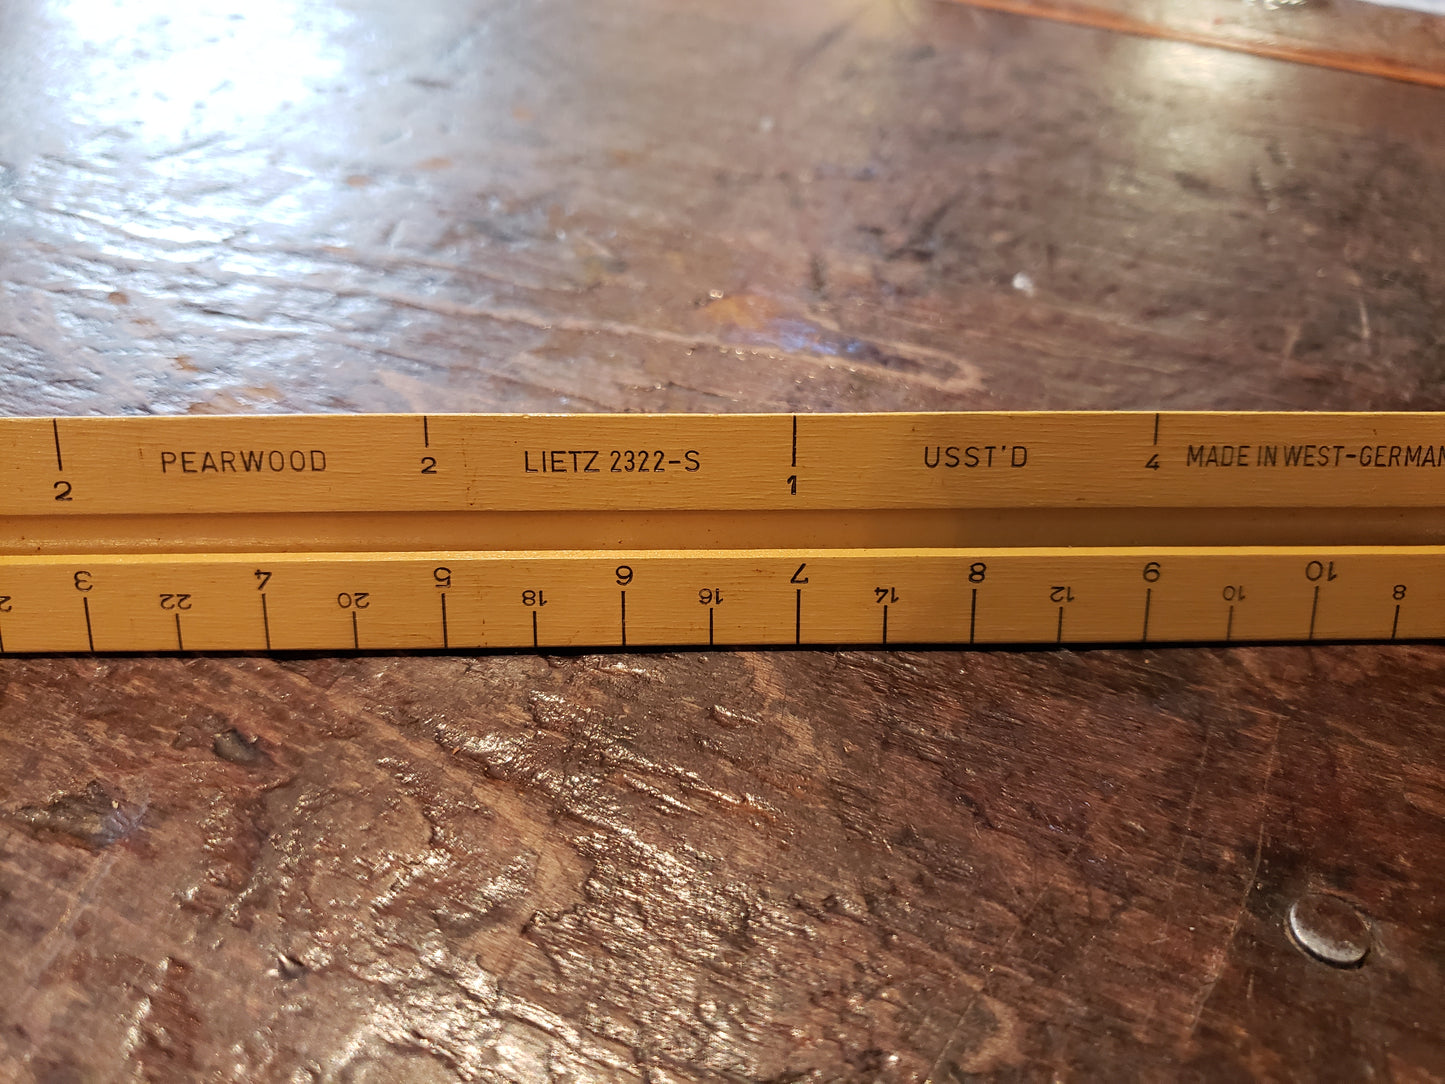 PEARWOOD 2 LIETZ 2322-S USST'D 4 MADE IN WEST-GERMAN
2 1
3 4 5 6 7 8 9 10
2 22 20 18 16 14 12 10 8